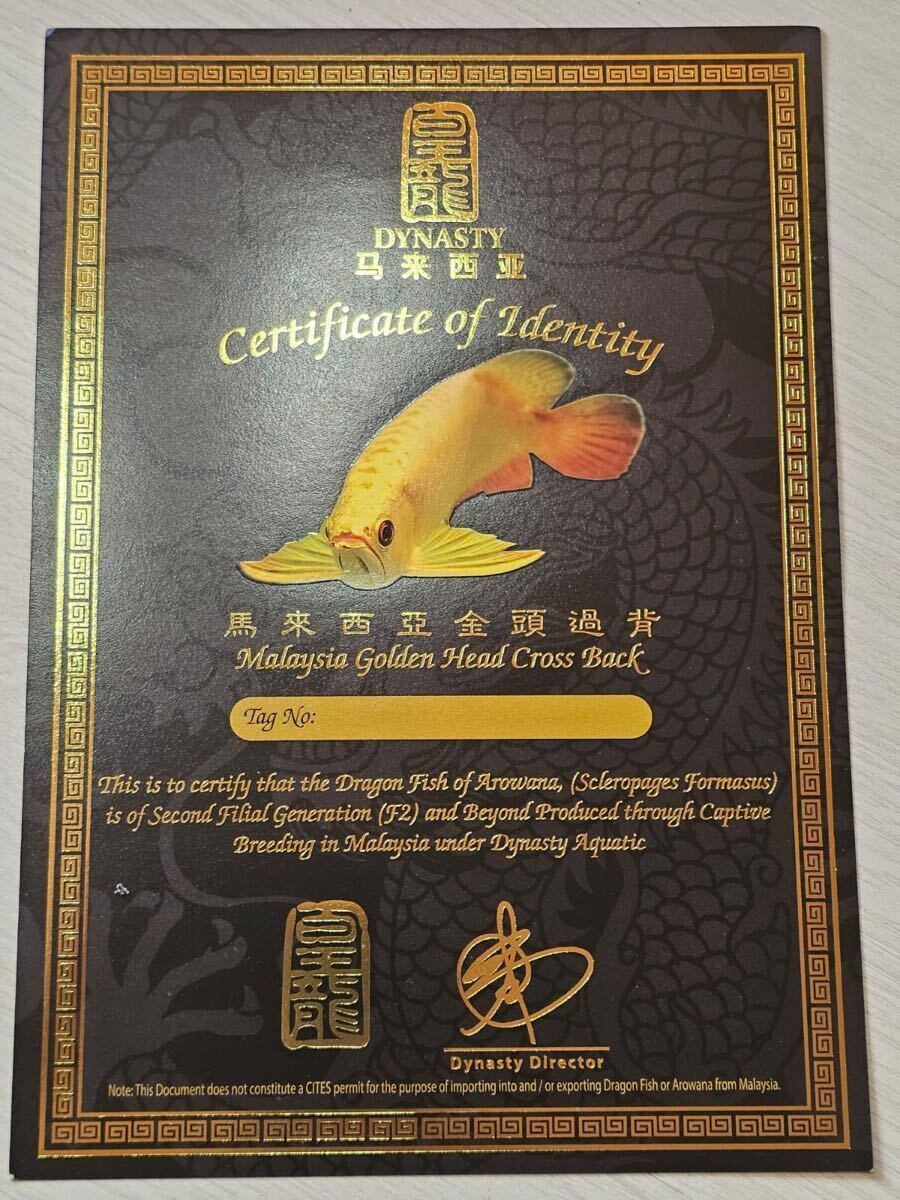 皇龍
DYNASTY
马来西亚
Certificate of Identity
馬來西亞金頭過背
Malaysia Golden Head Cross Back
Tag No:
This is to certify that the Dragon Fish of Arowana, (Scleropages Formasus)
is of Second Filial Generation (F2) and Beyond Produced through Captive
Breeding in Malaysia under Dynasty Aquatic
皇龍
Dynasty Director
Note: This Document does not constitute a CITES permit for the purpose of importing into and / or exporting Dragon Fish or Arowana from Malaysia.